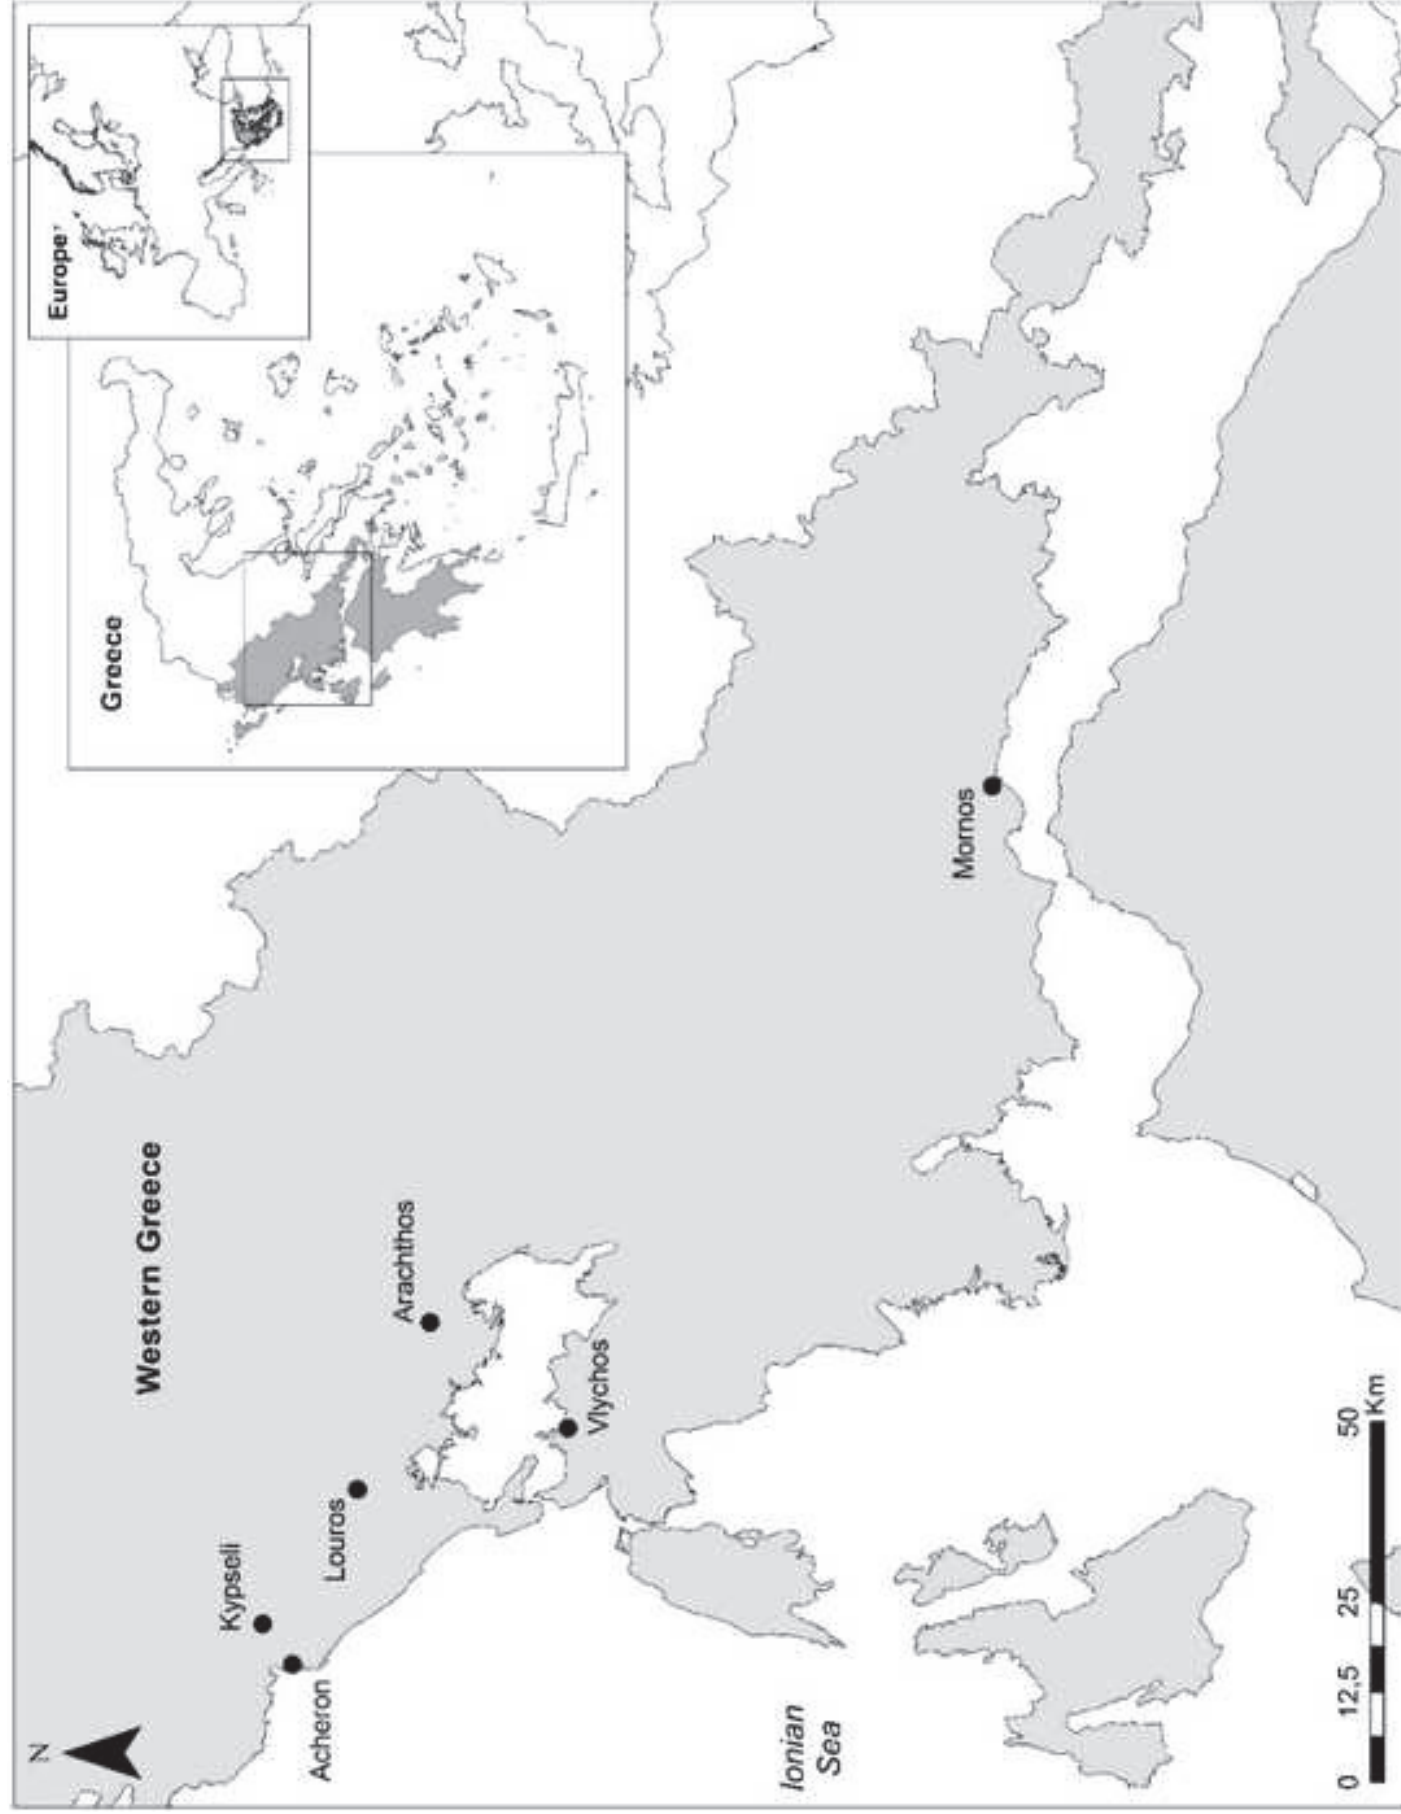 N
Europe
Greece
Western Greece
Kypseli
Acheron
Louros
Arachthos
Vlychos
Mornos
Ionian
Sea
0 12,5 25 50
Km